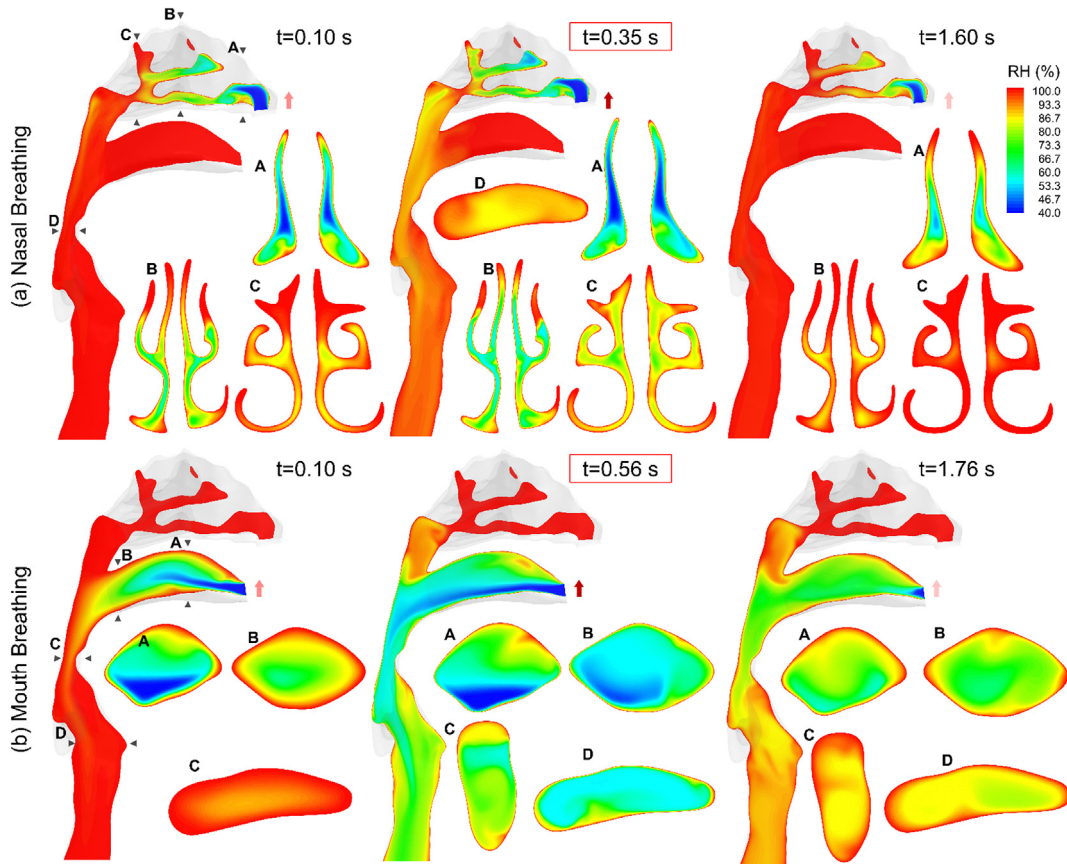 B
C
A
t=0.10 s
t=0.35 s
t=1.60 s
RH (%)
100.0
93.3
86.7
80.0
73.3
66.7
60.0
53.3
46.7
40.0
A
A
A
D
D
B
C
B
C
B
C
(a) Nasal Breathing
t=0.10 s
t=0.56 s
t=1.76 s
B
A
C
A
B
A
B
A
B
D
C
C
D
C
D
(b) Mouth Breathing